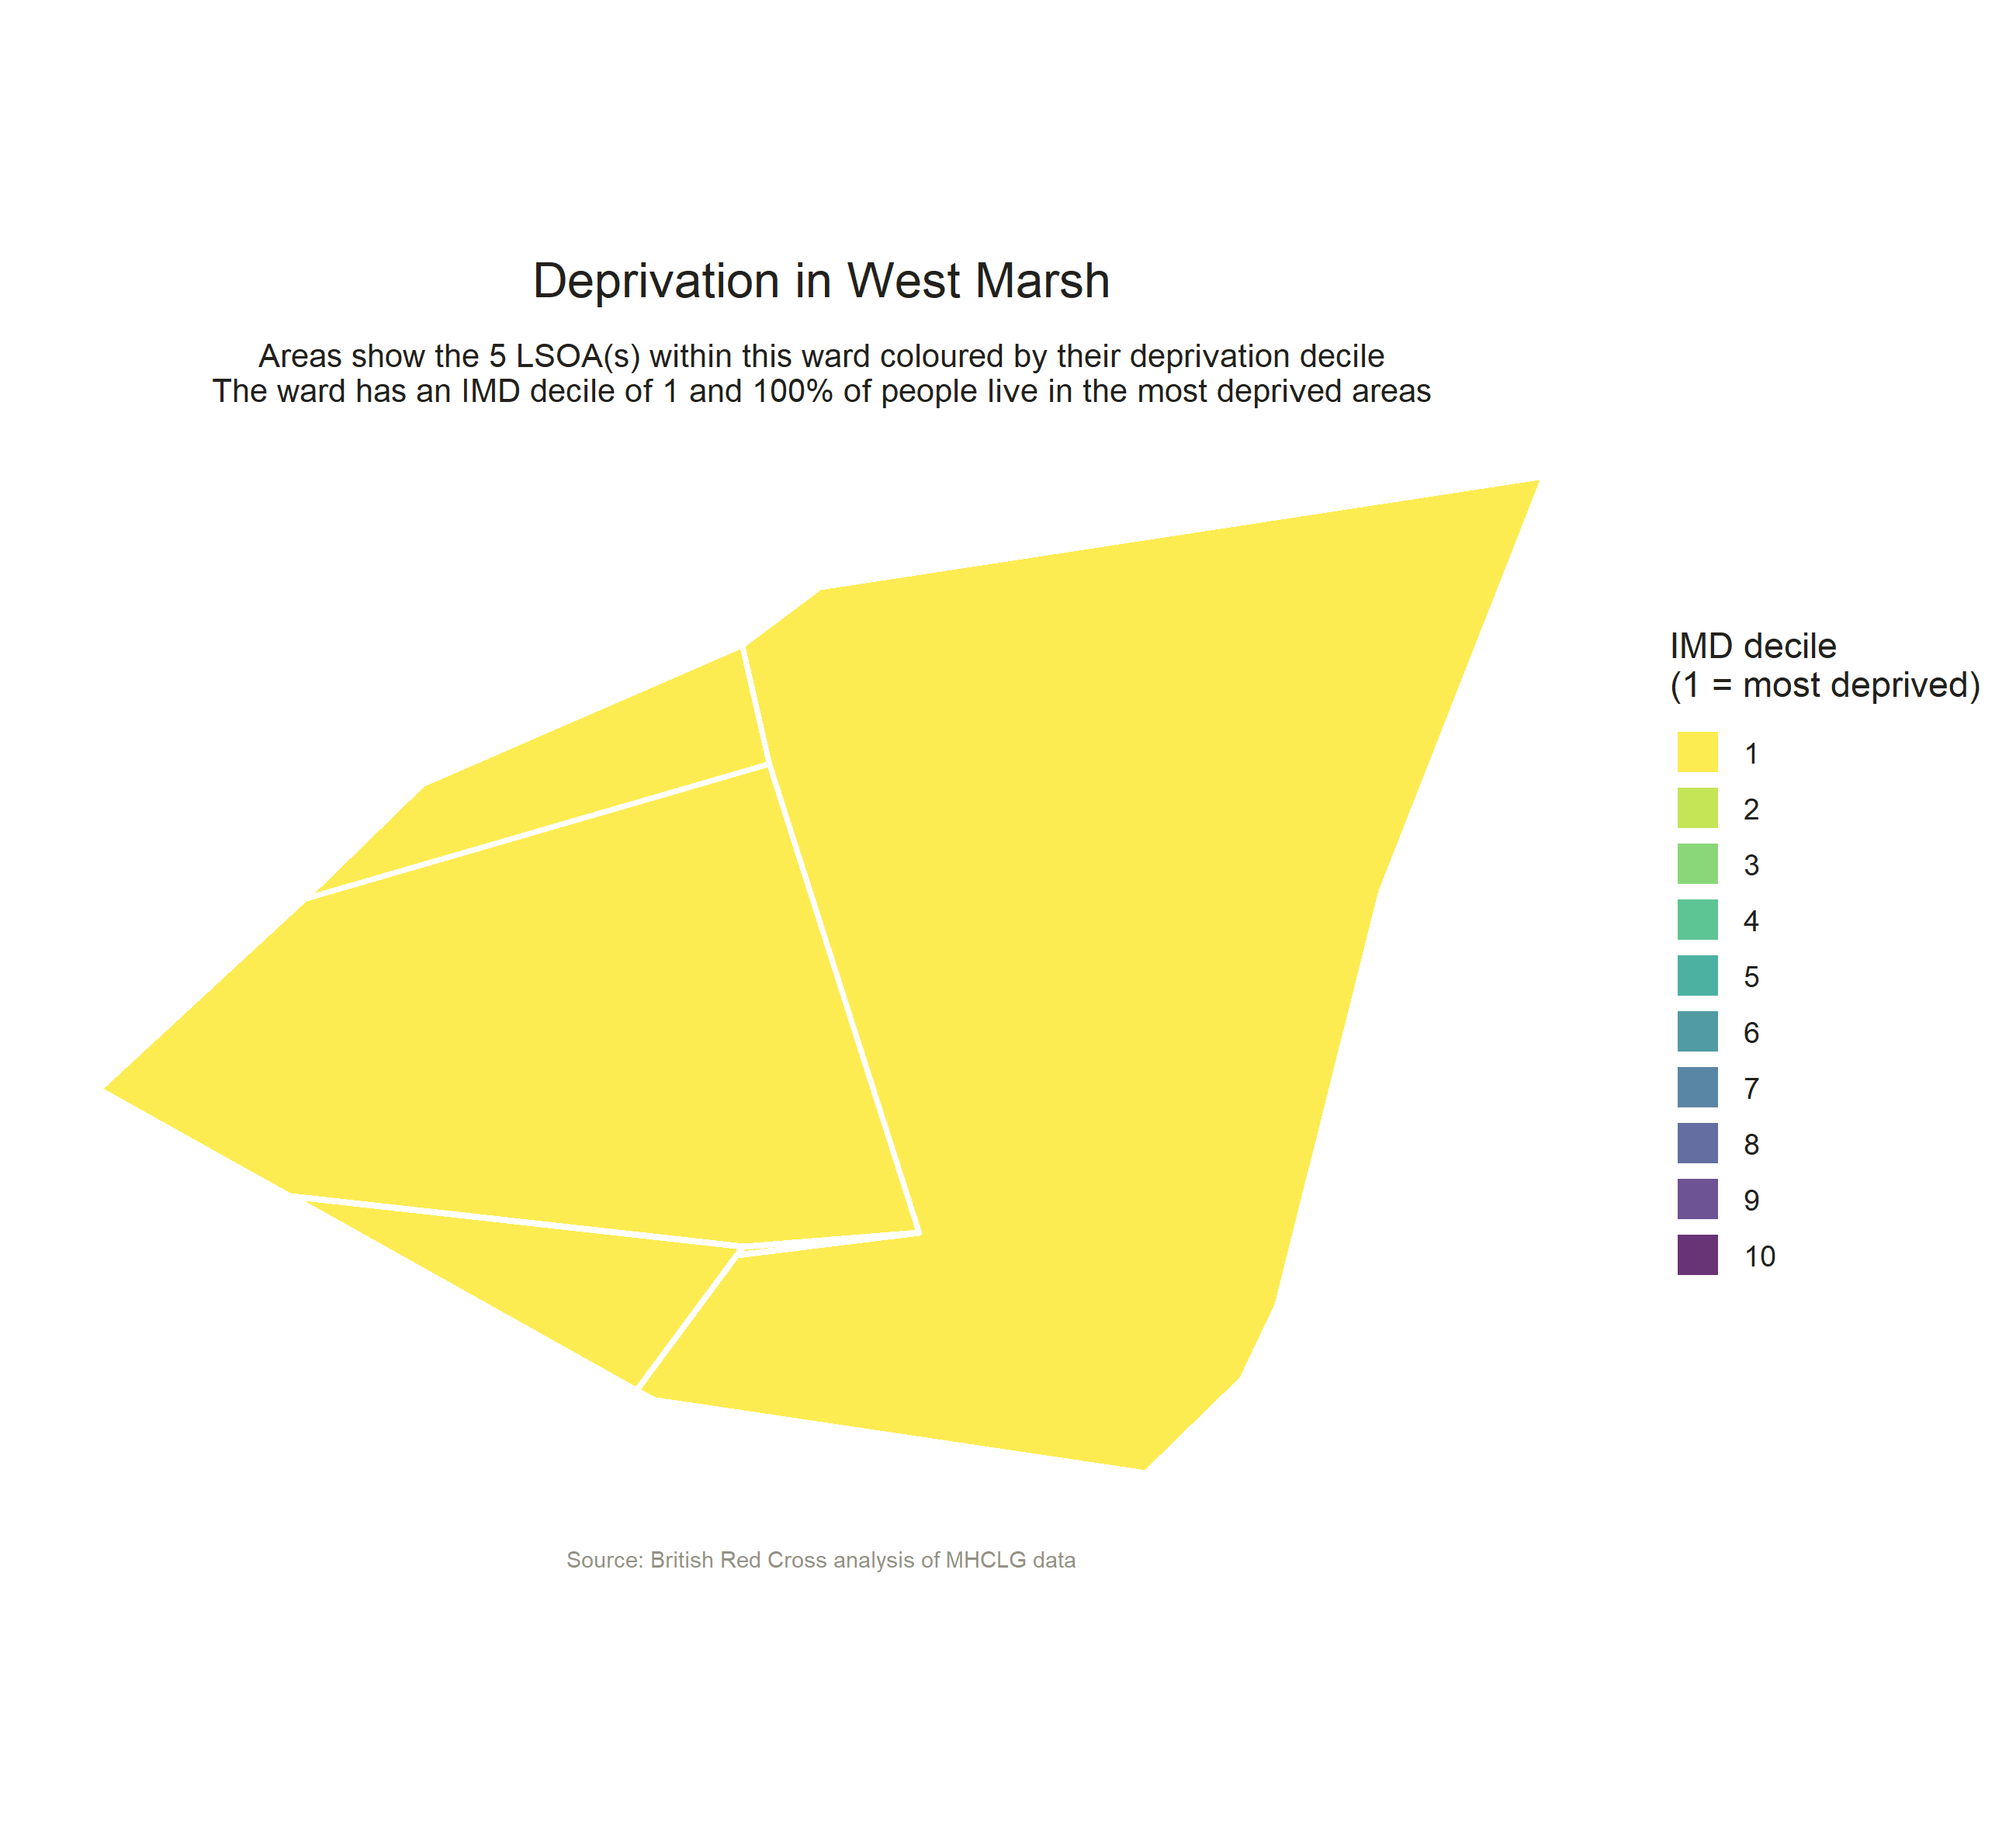 Deprivation in West Marsh
Areas show the 5 LSOA(s) within this ward coloured by their deprivation decile
The ward has an IMD decile of 1 and 100% of people live in the most deprived areas
IMD decile
(1 = most deprived)
1
2
3
4
5
6
7
8
9
10
Source: British Red Cross analysis of MHCLG data